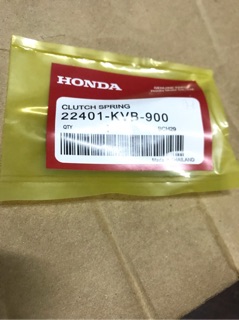 HONDA
CLUTCH SPRING
22401-KVB-900
QTY